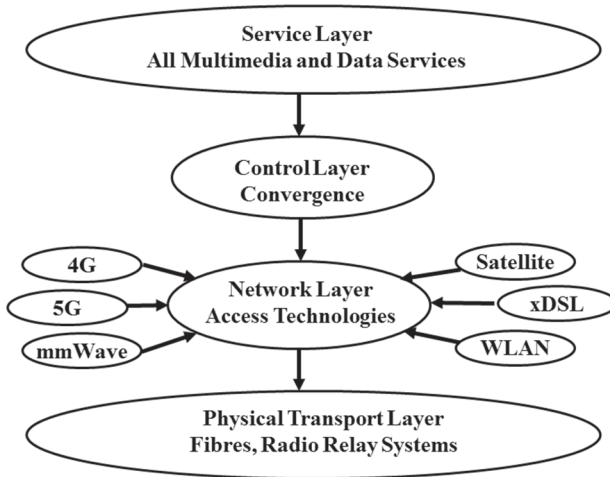 Service Layer
All Multimedia and Data Services
Control Layer
Convergence
4G
5G
mmWave
Network Layer
Access Technologies
Satellite
xDSL
WLAN
Physical Transport Layer
Fibres, Radio Relay Systems